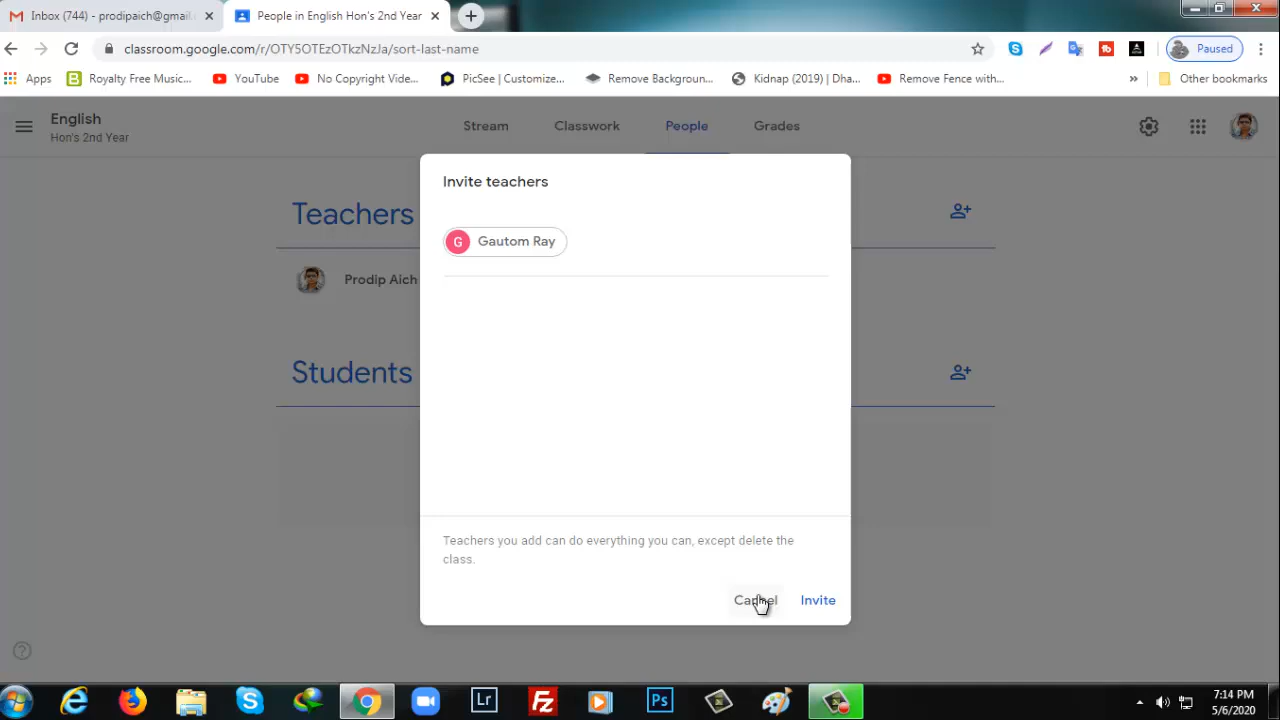 Inbox (744) - prodipaich@gmail.
People in English Hon's 2nd Year
classroom.google.com/r/OTY5OTEzOTkzNzJa/sort-last-name
Paused
Apps
Royalty Free Music...
YouTube
No Copyright Vide...
PicSee | Customize...
Remove Backgroun...
Kidnap (2019) | Dha...
Remove Fence with...
»
Other bookmarks
English
Hon's 2nd Year
Stream
Classwork
People
Grades
Invite teachers
Teachers
G
Gautom Ray
Prodip Aich
Students
Teachers you add can do everything you can, except delete the
class.
Cancel
Invite
Lr
Fz
Ps
7:14 PM
5/6/2020